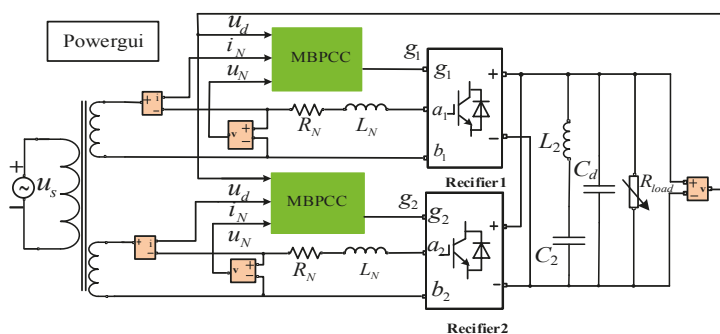 Powergui
u_d
i_N
u_N
MBPCC
g_1
g_1
+
i
+
-
v
+
-
R_N
L_N
a_1
b_1
+
-
Recifier1
+
u_s
u_d
i_N
u_N
MBPCC
g_2
g_2
+
i
-
v
+
-
R_N
L_N
a_2
b_2
+
-
Recifier2
L_2
C_2
C_d
R_load
+
-
v